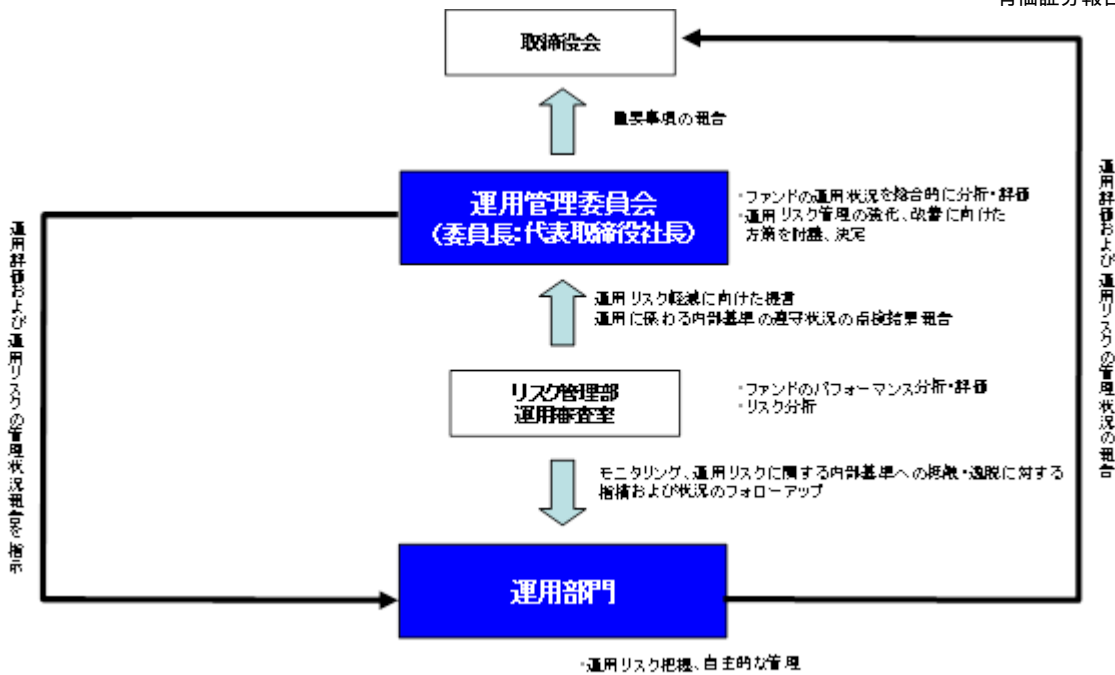 取締役会
重要事項の報告
運用管理委員会
(委員長:代表取締役社長)
・ファンドの運用状況を総合的に分析・評価
・運用リスク管理の強化、改善に向けた
方策を討議、決定
運用リスク軽減に向けた提言
運用に係わる内部基準の遵守状況の点検結果報告
リスク管理部
運用審査室
・ファンドのパフォーマンス分析・評価
・リスク分析
モニタリング、運用リスクに関する内部基準への抵触・逸脱に対する
指摘および状況のフォローアップ
運用部門
・運用リスク把握、自主的な管理
運用評価および運用リスクの管理状況報告を指示
運用評価および運用リスクの管理状況の報告